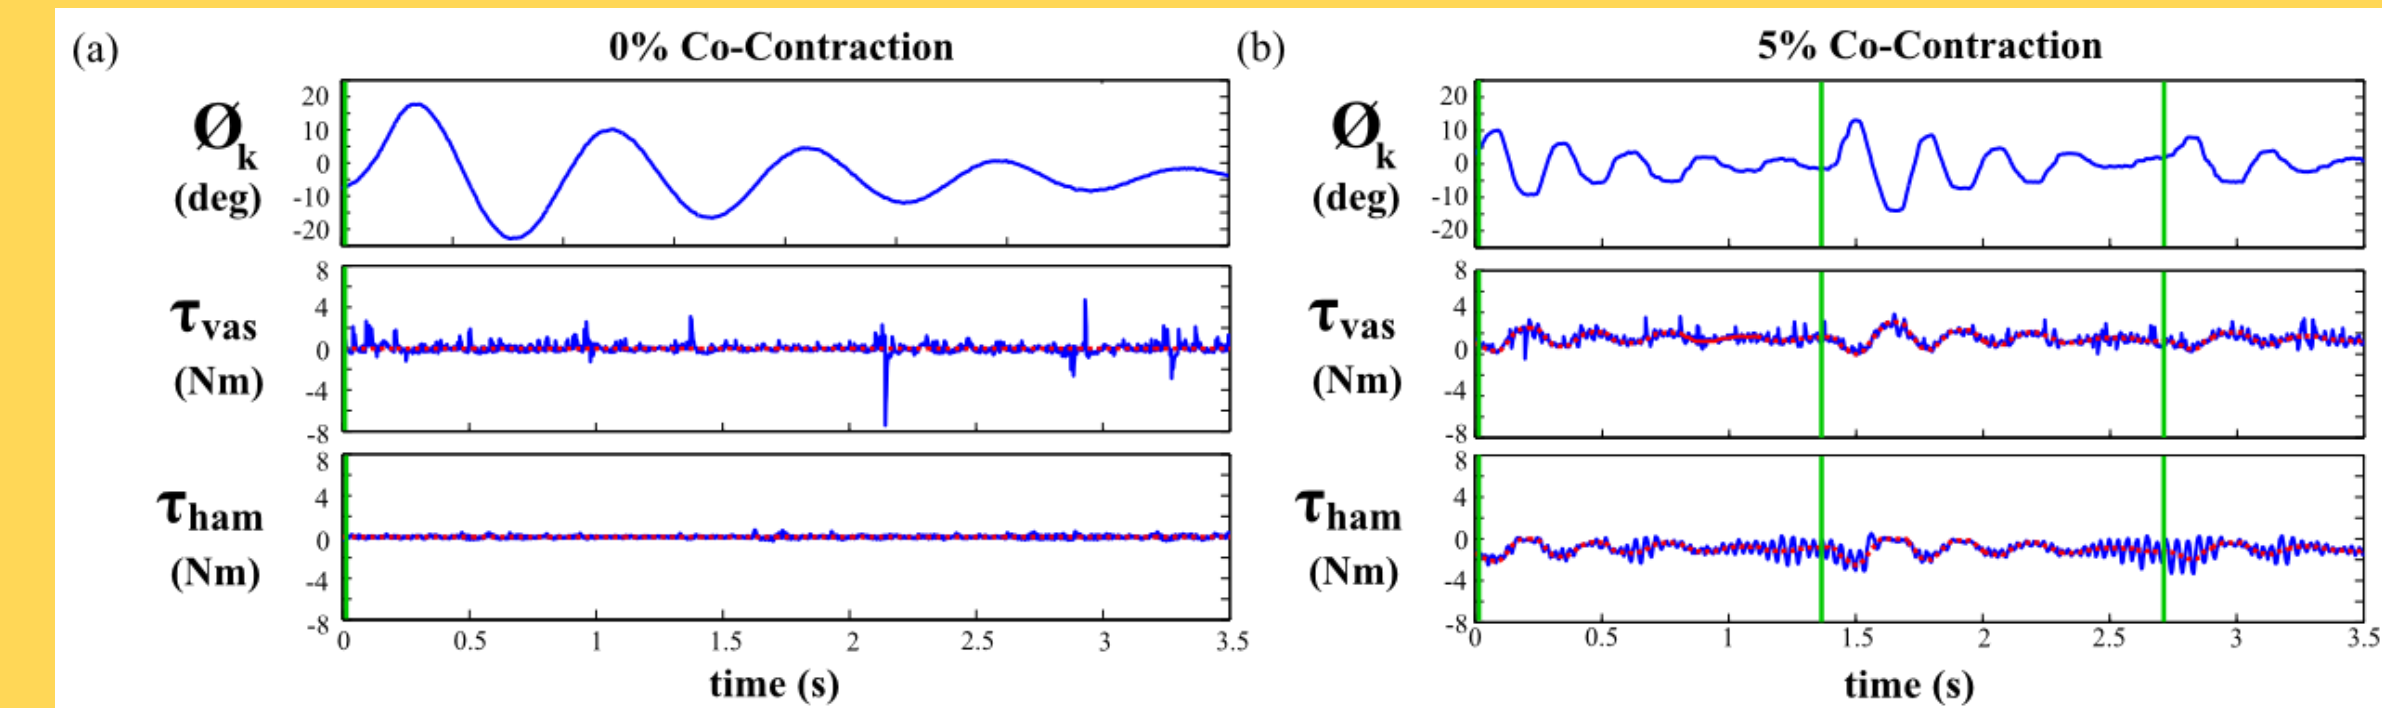 (a)
0% Co-Contraction
Øk
(deg)
20
10
0
-10
-20
τvas
(Nm)
8
4
0
-4
-8
τham
(Nm)
8
4
0
-4
-8
0 0.5 1 1.5 2 2.5 3 3.5
time (s)
(b)
5% Co-Contraction
Øk
(deg)
20
10
0
-10
-20
τvas
(Nm)
8
4
0
-4
-8
τham
(Nm)
8
4
0
-4
-8
0 0.5 1 1.5 2 2.5 3 3.5
time (s)